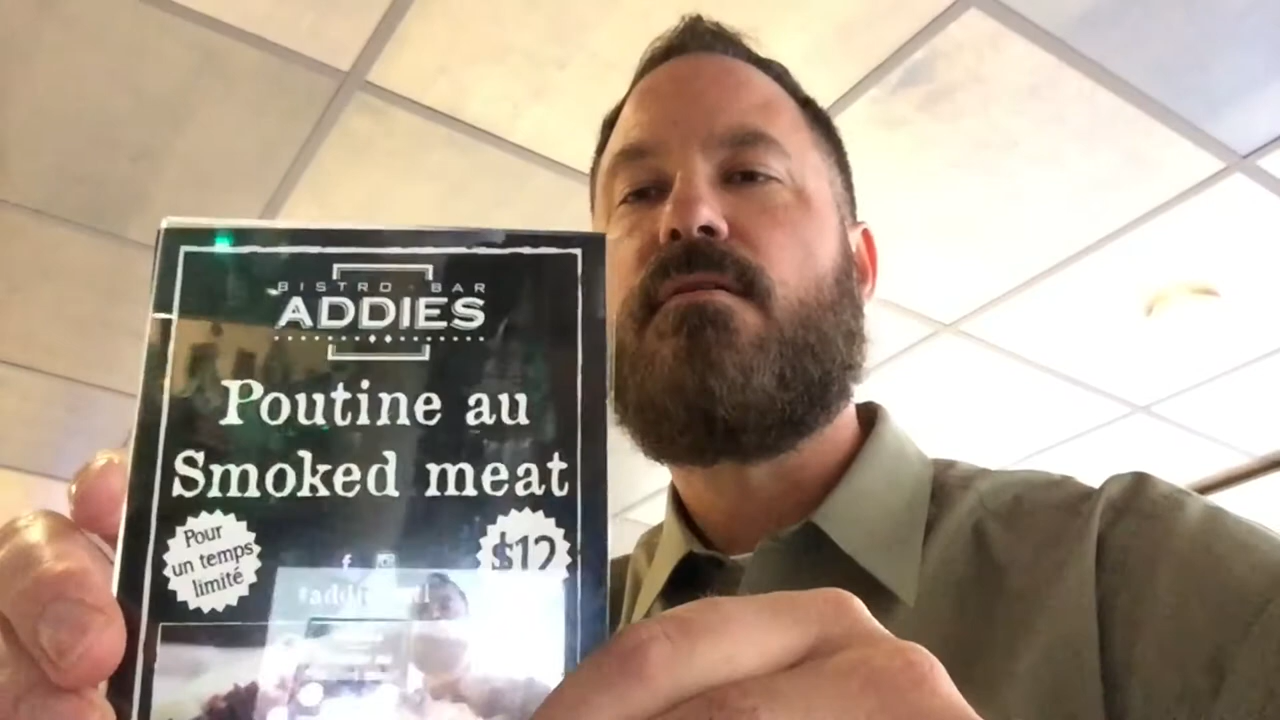 BISTRO BAR
ADDIES
Poutine au
Smoked meat
Pour
un temps
limité
$12